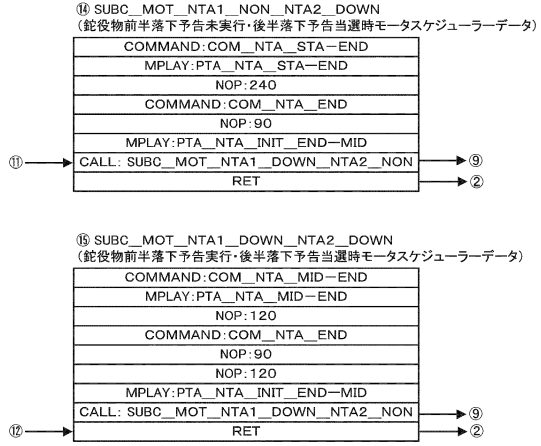 ⑭ SUBC__MOT__NTA1__NON__NTA2__DOWN
(鉈役物前半落下予告未実行・後半落下予告当選時モータスケジューラーデータ)
COMMAND:COM__NTA__STA−END
MPLAY:PTA__NTA__STA−END
NOP:240
COMMAND:COM__NTA__END
NOP:90
MPLAY:PTA__NTA__INIT__END−MID
⑪ CALL: SUBC__MOT__NTA1__DOWN__NTA2__NON ⑨
RET ②
⑮ SUBC__MOT__NTA1__DOWN__NTA2__DOWN
(鉈役物前半落下予告実行・後半落下予告当選時モータスケジューラーデータ)
COMMAND:COM__NTA__MID−END
MPLAY:PTA__NTA__MID−END
NOP:120
COMMAND:COM__NTA__END
NOP:90
NOP:120
MPLAY:PTA__NTA__INIT__END−MID
CALL: SUBC__MOT__NTA1__DOWN__NTA2__NON ⑨
⑫ RET ②